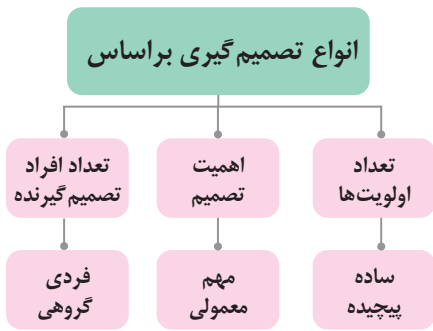 انواع تصمیم‌گیری براساس
تعداد
اولویت‌ها
اهمیت
تصمیم
تعداد افراد
تصمیم‌گیرنده
ساده
پیچیده
مهم
معمولی
فردی
گروهی